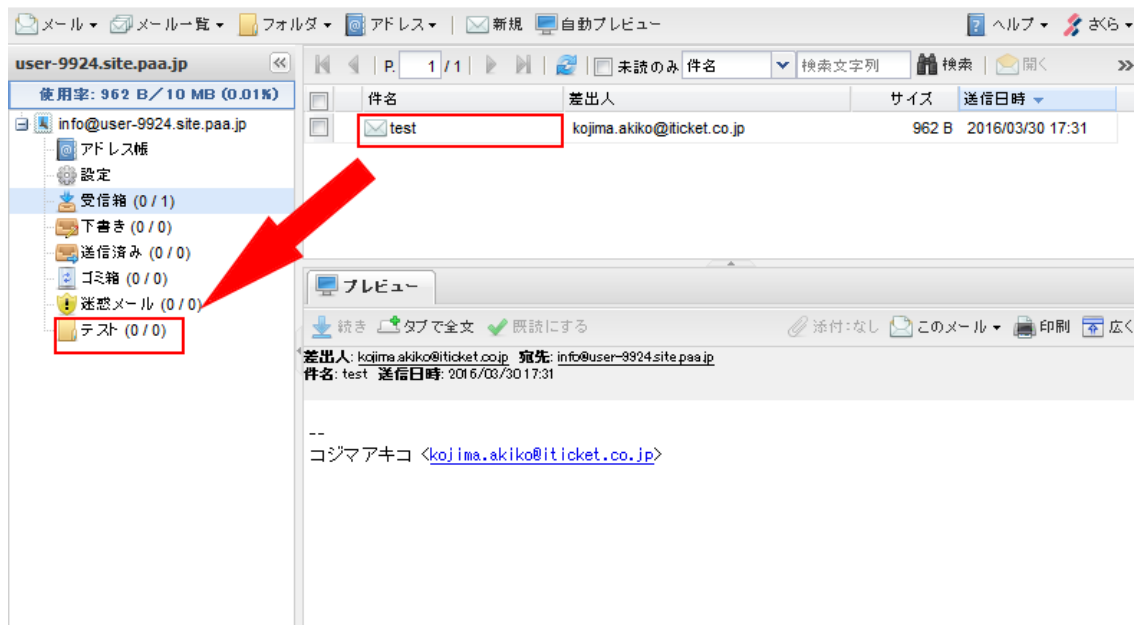 メール メール一覧 フォルダ アドレス 新規 自動プレビュー ヘルプ さくら
user-9924.site.paa.jp
使用率: 962 B／10 MB (0.01%)
info@user-9924.site.paa.jp
アドレス帳
設定
受信箱 (0 / 1)
下書き (0 / 0)
送信済み (0 / 0)
ゴミ箱 (0 / 0)
迷惑メール (0 / 0)
テスト (0 / 0)
P. 1 / 1 未読のみ 件名 検索文字列 検索 開く
件名 差出人 サイズ 送信日時
test kojima.akiko@iticket.co.jp 962 B 2016/03/30 17:31
プレビュー
続き タブで全文 既読にする 添付:なし このメール 印刷 広く
差出人: kojima.akiko@iticket.co.jp 宛先: info@user-9924.site.paa.jp
件名: test 送信日時: 2016/03/30 17:31
--
コジマアキコ <kojima.akiko@iticket.co.jp>